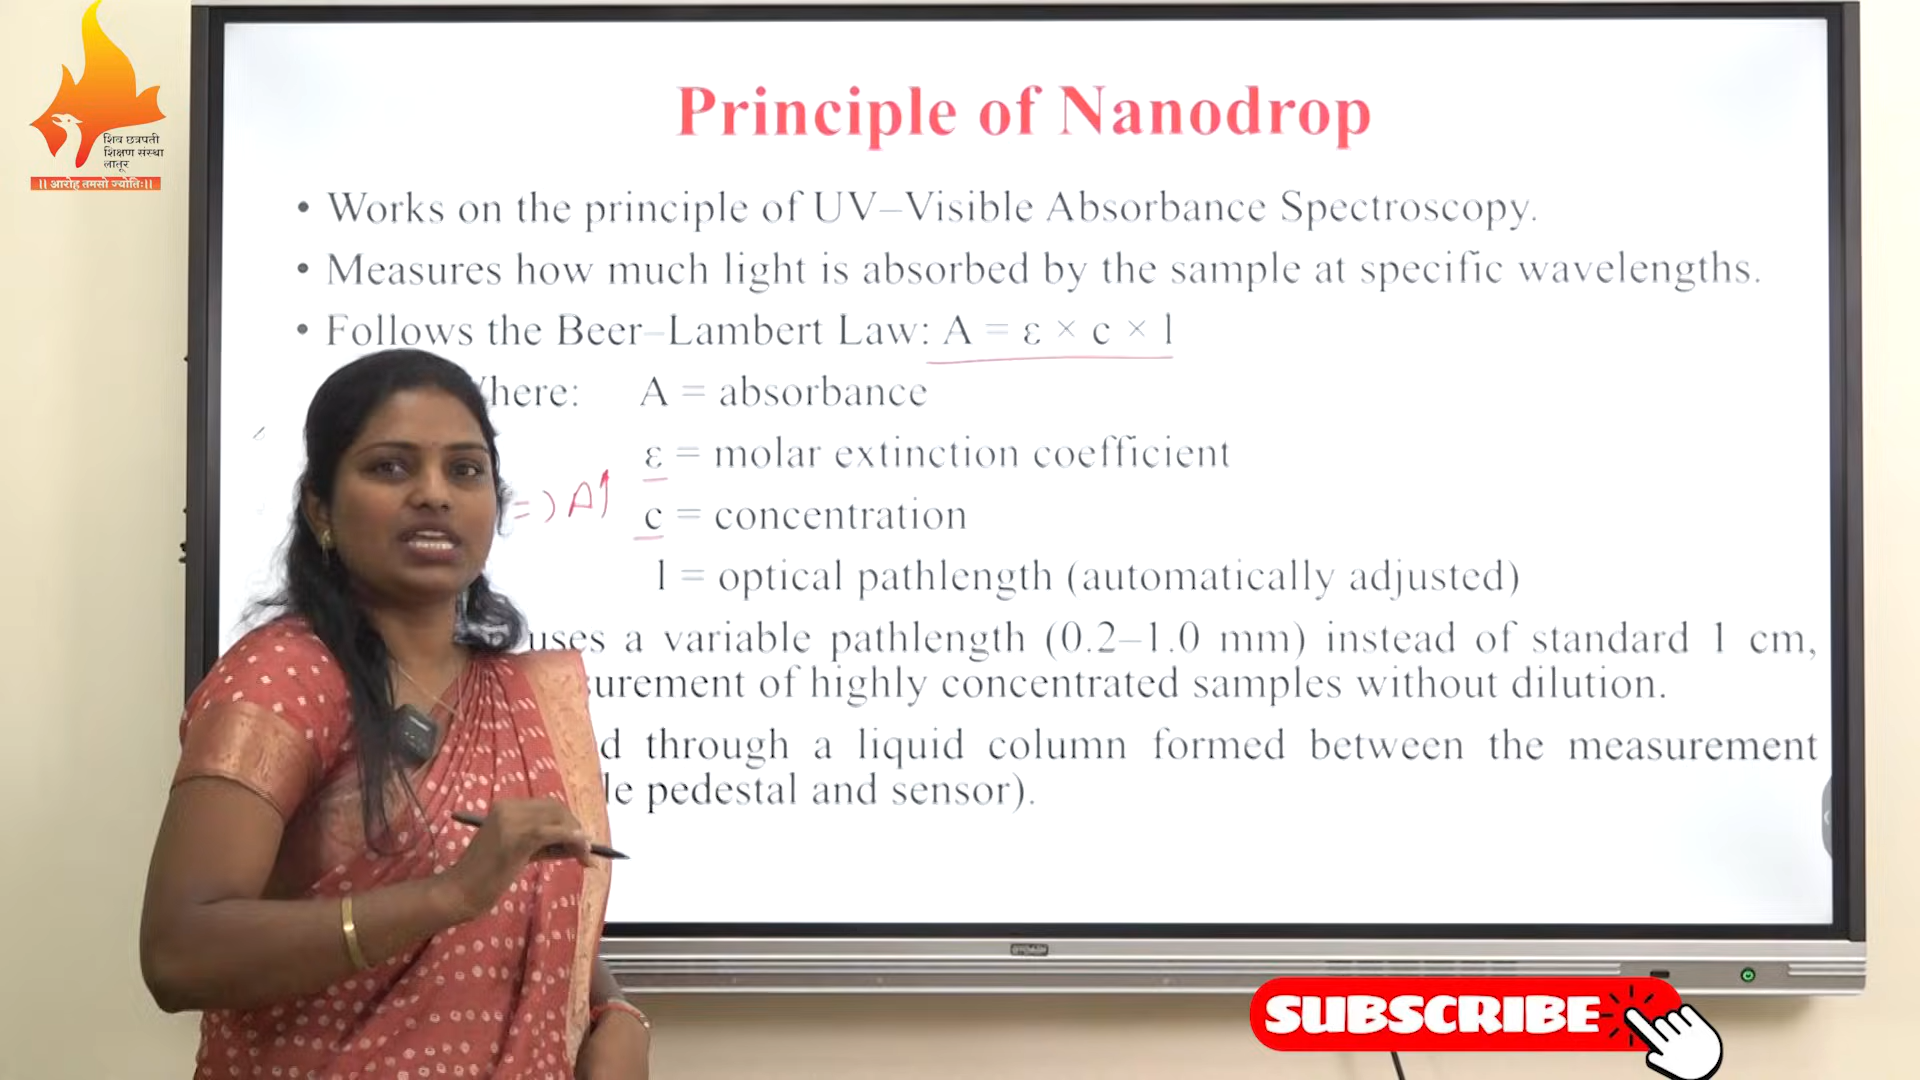 शिव छत्रपती
शिक्षण संस्था
लातूर
।। आरोह तमसो ज्योतिः।।
Principle of Nanodrop
• Works on the principle of UV–Visible Absorbance Spectroscopy.
• Measures how much light is absorbed by the sample at specific wavelengths.
• Follows the Beer–Lambert Law: A = ε × c × l
here: A = absorbance
ε = molar extinction coefficient
=) A↑
c = concentration
l = optical pathlength (automatically adjusted)
uses a variable pathlength (0.2–1.0 mm) instead of standard 1 cm,
surement of highly concentrated samples without dilution.
d through a liquid column formed between the measurement
le pedestal and sensor).
SUBSCRIBE